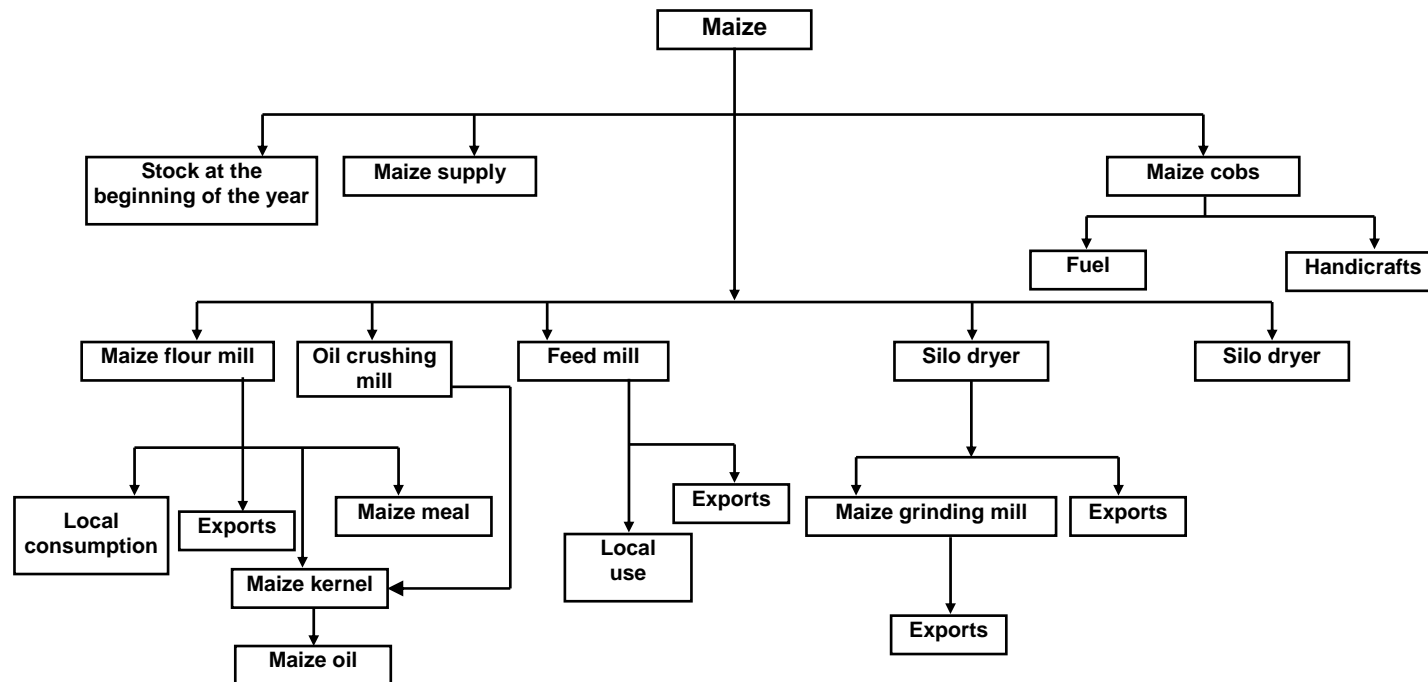 Maize
Stock at the
beginning of the year
Maize supply
Maize cobs
Fuel
Handicrafts
Maize flour mill
Oil crushing
mill
Feed mill
Silo dryer
Silo dryer
Local
consumption
Exports
Maize meal
Exports
Maize grinding mill
Exports
Local
use
Maize kernel
Exports
Maize oil